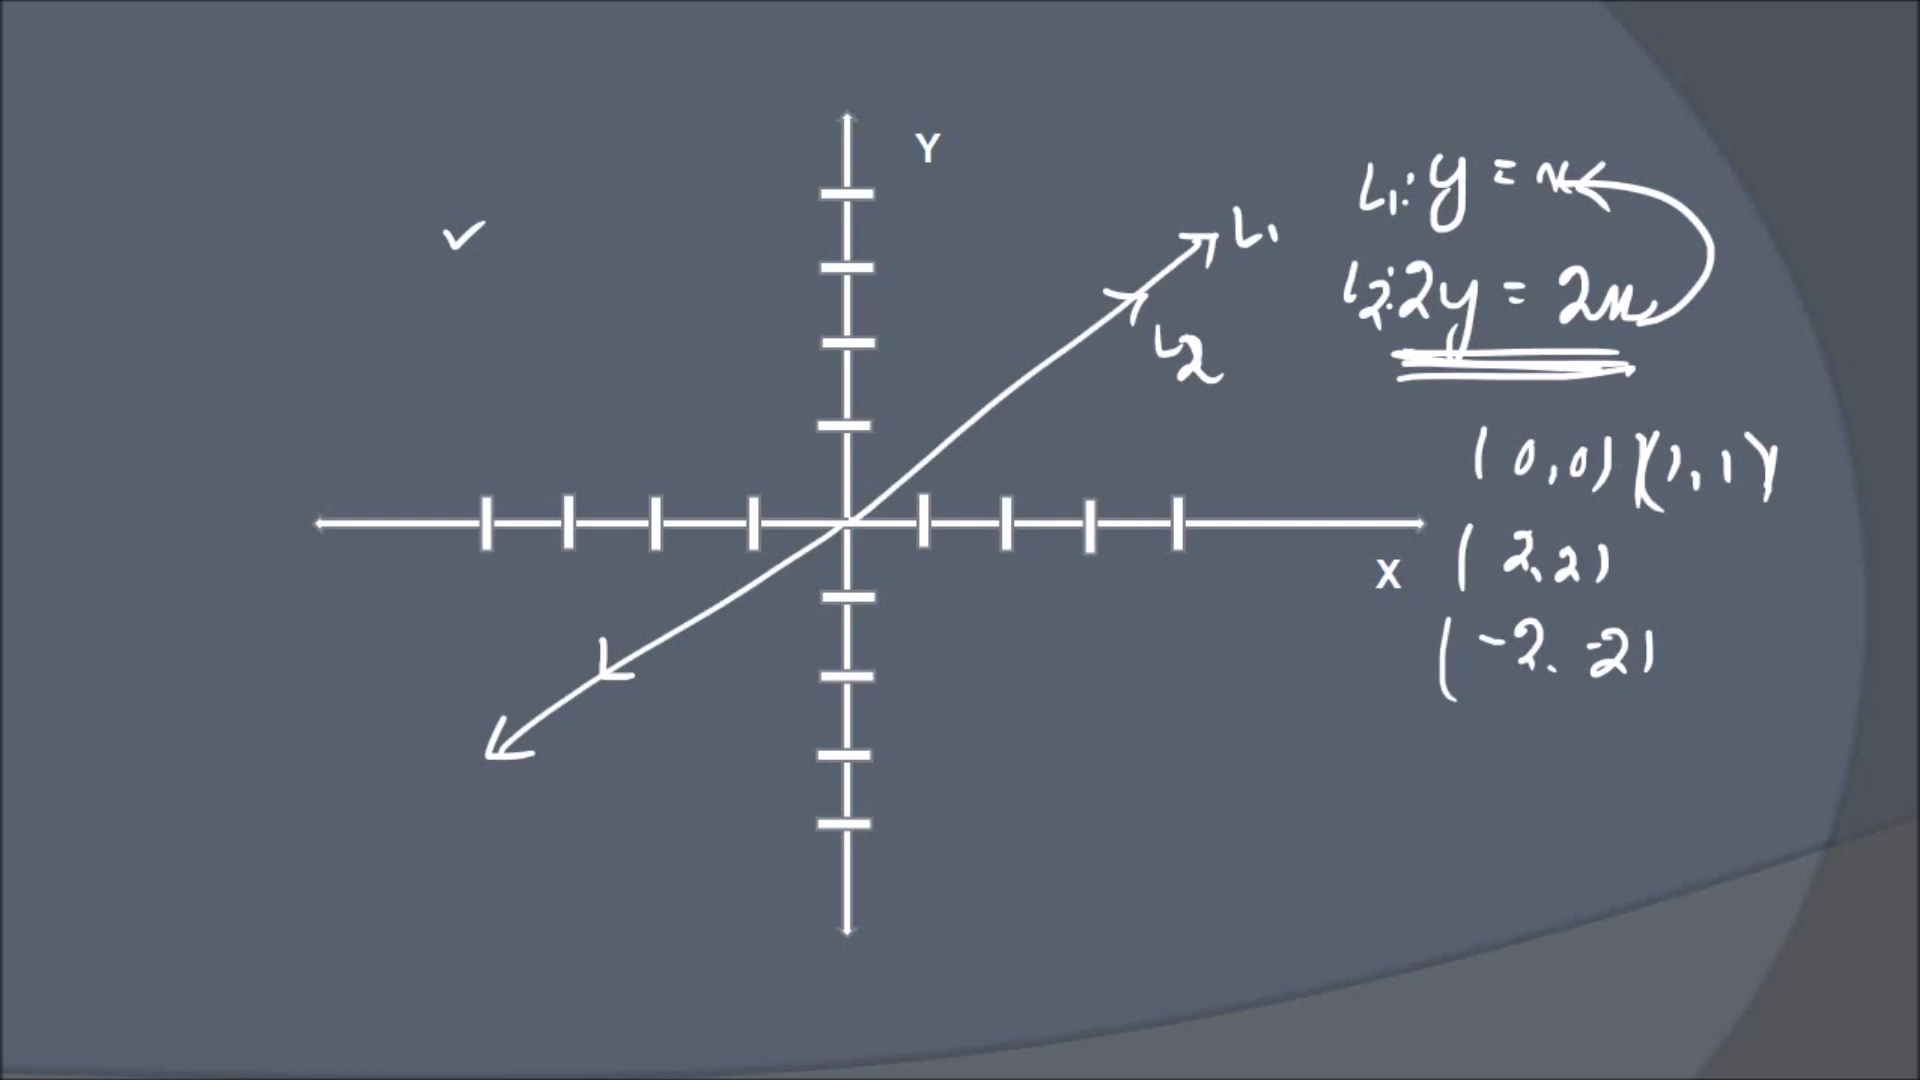 Y
L1: y = x
L1
L2: 2y = 2x
L2
(0,0) (1,1)
X
(2,2)
(-2,-2)